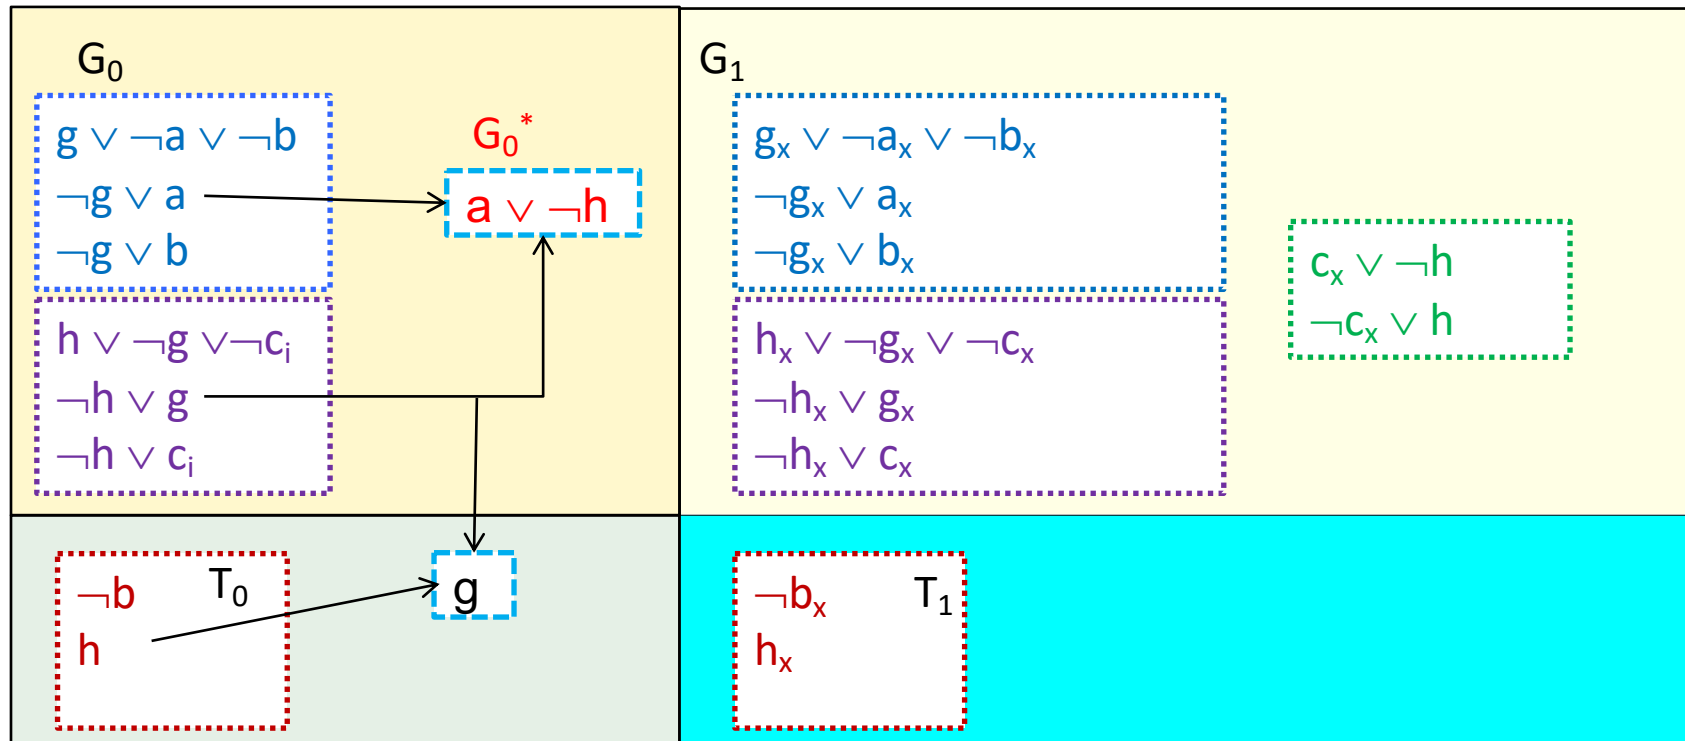 G₀
g ∨ ¬a ∨ ¬b
¬g ∨ a
¬g ∨ b
G₀*
a ∨ ¬h
h ∨ ¬g ∨¬cᵢ
¬h ∨ g
¬h ∨ cᵢ
¬b
T₀
h
g
G₁
gₓ ∨ ¬aₓ ∨ ¬bₓ
¬gₓ ∨ aₓ
¬gₓ ∨ bₓ
cₓ ∨ ¬h
¬cₓ ∨ h
hₓ ∨ ¬gₓ ∨ ¬cₓ
¬hₓ ∨ gₓ
¬hₓ ∨ cₓ
¬bₓ
T₁
hₓ